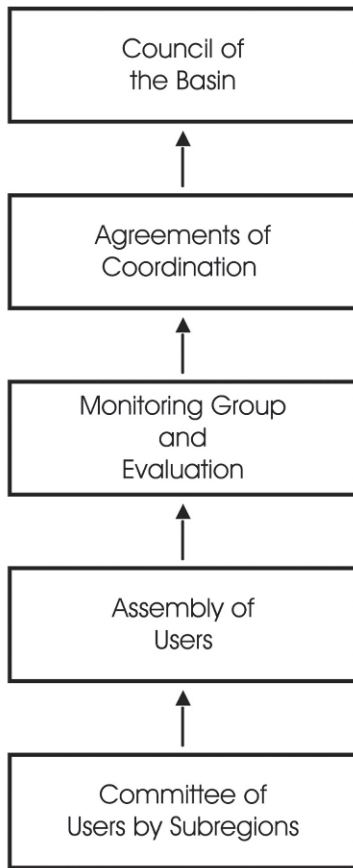 Council of
the Basin
Agreements of
Coordination
Monitoring Group
and
Evaluation
Assembly of
Users
Committee of
Users by Subregions